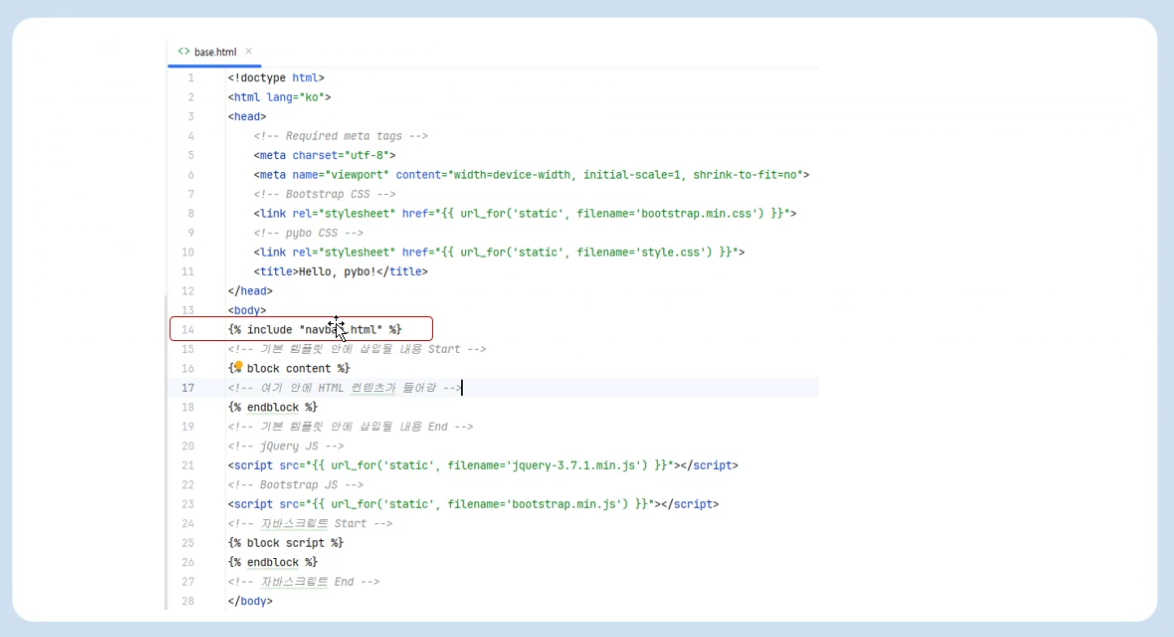 <> base.html ×
1 <!doctype html>
2 <html lang="ko">
3 <head>
4 <!-- Required meta tags -->
5 <meta charset="utf-8">
6 <meta name="viewport" content="width=device-width, initial-scale=1, shrink-to-fit=no">
7 <!-- Bootstrap CSS -->
8 <link rel="stylesheet" href="{{ url_for('static', filename='bootstrap.min.css') }}">
9 <!-- pybo CSS -->
10 <link rel="stylesheet" href="{{ url_for('static', filename='style.css') }}">
11 <title>Hello, pybo!</title>
12 </head>
13 <body>
14 {% include "navbar.html" %}
15 <!-- 기본 템플릿 안에 삽입될 내용 Start -->
16 {% block content %}
17 <!-- 여기 안에 HTML 컨텐츠가 들어감 -->
18 {% endblock %}
19 <!-- 기본 템플릿 안에 삽입될 내용 End -->
20 <!-- jQuery JS -->
21 <script src="{{ url_for('static', filename='jquery-3.7.1.min.js') }}"></script>
22 <!-- Bootstrap JS -->
23 <script src="{{ url_for('static', filename='bootstrap.min.js') }}"></script>
24 <!-- 자바스크립트 Start -->
25 {% block script %}
26 {% endblock %}
27 <!-- 자바스크립트 End -->
28 </body>